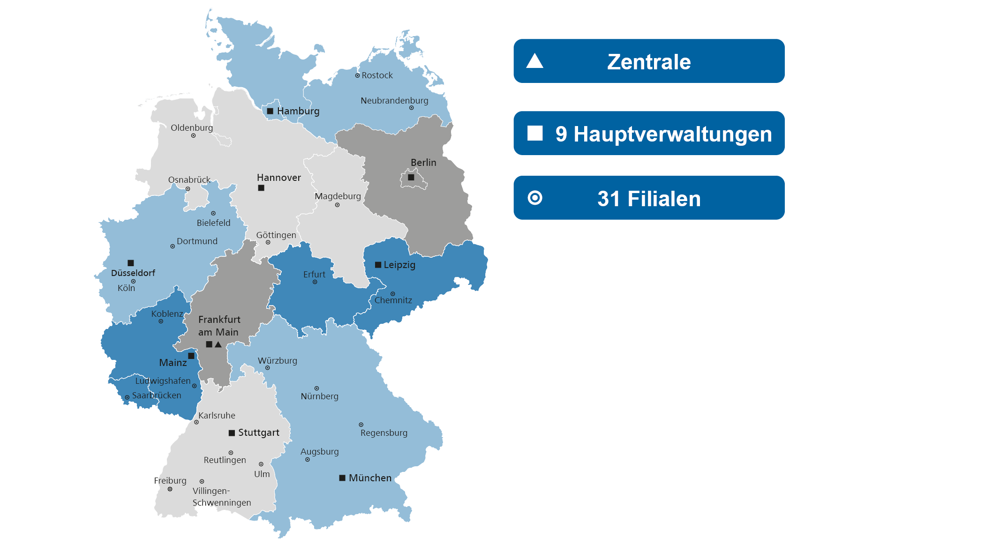 Zentrale
9 Hauptverwaltungen
31 Filialen
Rostock
Neubrandenburg
Hamburg
Oldenburg
Berlin
Hannover
Osnabrück
Magdeburg
Bielefeld
Göttingen
Dortmund
Leipzig
Düsseldorf
Erfurt
Köln
Chemnitz
Koblenz
Frankfurt
am Main
Mainz
Würzburg
Ludwigshafen
Saarbrücken
Nürnberg
Karlsruhe
Stuttgart
Regensburg
Augsburg
Reutlingen
Ulm
München
Freiburg
Villingen-
Schwenningen